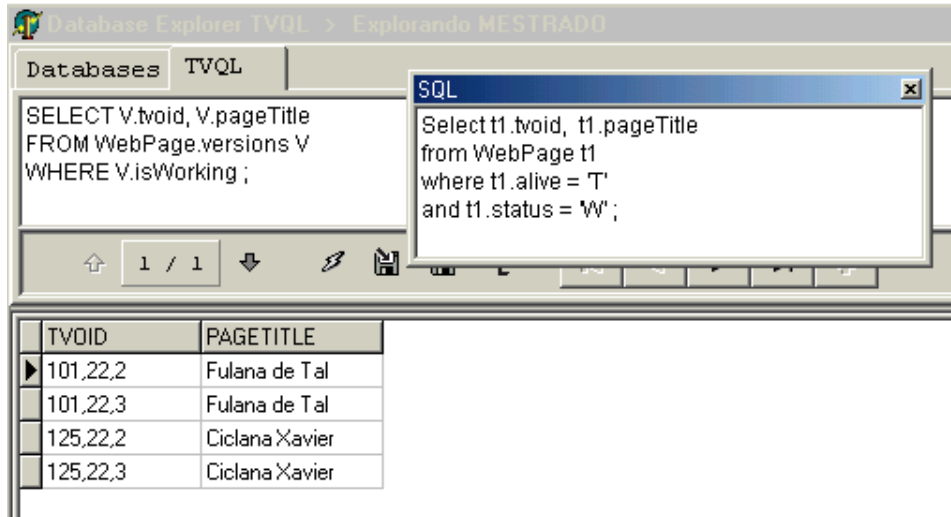 Database Explorer TVQL > Explorando MESTRADO
Databases TVQL
SELECT V.tvoid, V.pageTitle
FROM WebPage.versions V
WHERE V.isWorking ;
SQL
Select t1.tvoid, t1.pageTitle
from WebPage t1
where t1.alive = 'T'
and t1.status = 'W' ;
1 / 1
TVOID PAGETITLE
101,22,2 Fulana de Tal
101,22,3 Fulana de Tal
125,22,2 Ciclana Xavier
125,22,3 Ciclana Xavier